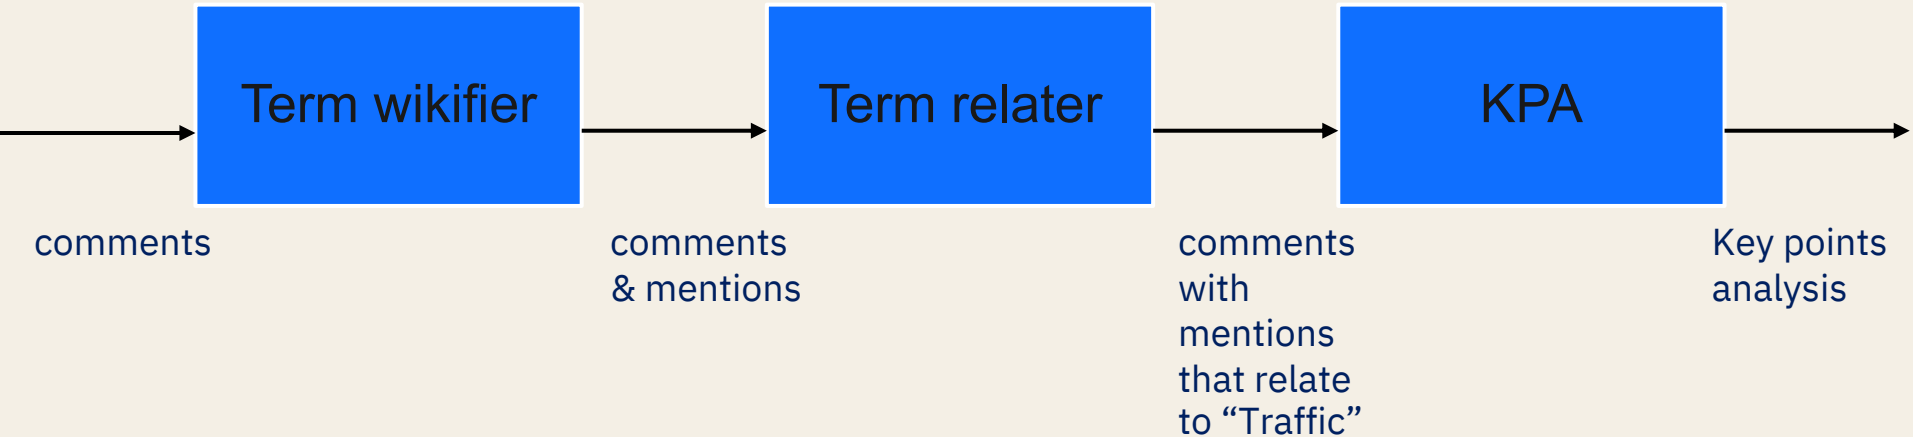 Term wikifier
Term relater
KPA
comments
comments
& mentions
comments
with
mentions
that relate
to “Traffic”
Key points
analysis